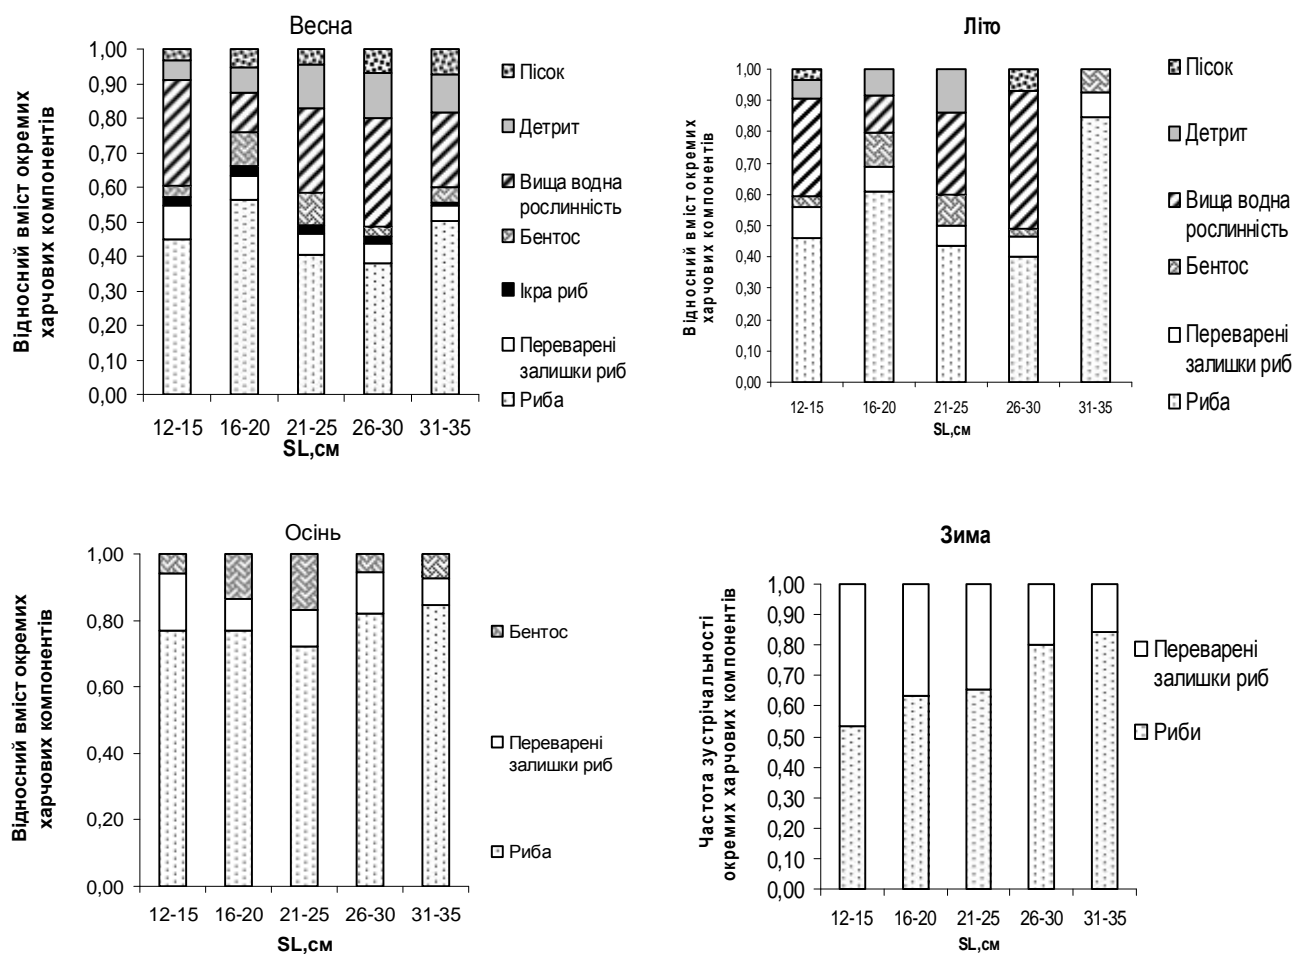 Весна
Відносний вміст окремих
харчових компонентів
1,00
0,90
0,80
0,70
0,60
0,50
0,40
0,30
0,20
0,10
0,00
12-15 16-20 21-25 26-30 31-35
SL,см
Пісок
Детрит
Вища водна
рослинність
Бентос
Ікра риб
Переварені
залишки риб
Риба
Літо
Відносний вміст окремих
харчових компонентів
1,00
0,90
0,80
0,70
0,60
0,50
0,40
0,30
0,20
0,10
0,00
12-15 16-20 21-25 26-30 31-35
SL,см
Пісок
Детрит
Вища водна
рослинність
Бентос
Переварені
залишки риб
Риба
Осінь
Відносний вміст окремих
харчових компонентів
1,00
0,80
0,60
0,40
0,20
0,00
12-15 16-20 21-25 26-30 31-35
SL,см
Бентос
Переварені
залишки риб
Риба
Зима
Частота зустрічальності
окремих харчових компонентів
1,00
0,90
0,80
0,70
0,60
0,50
0,40
0,30
0,20
0,10
0,00
12-15 16-20 21-25 26-30 31-35
SL,см
Переварені
залишки риб
Риби